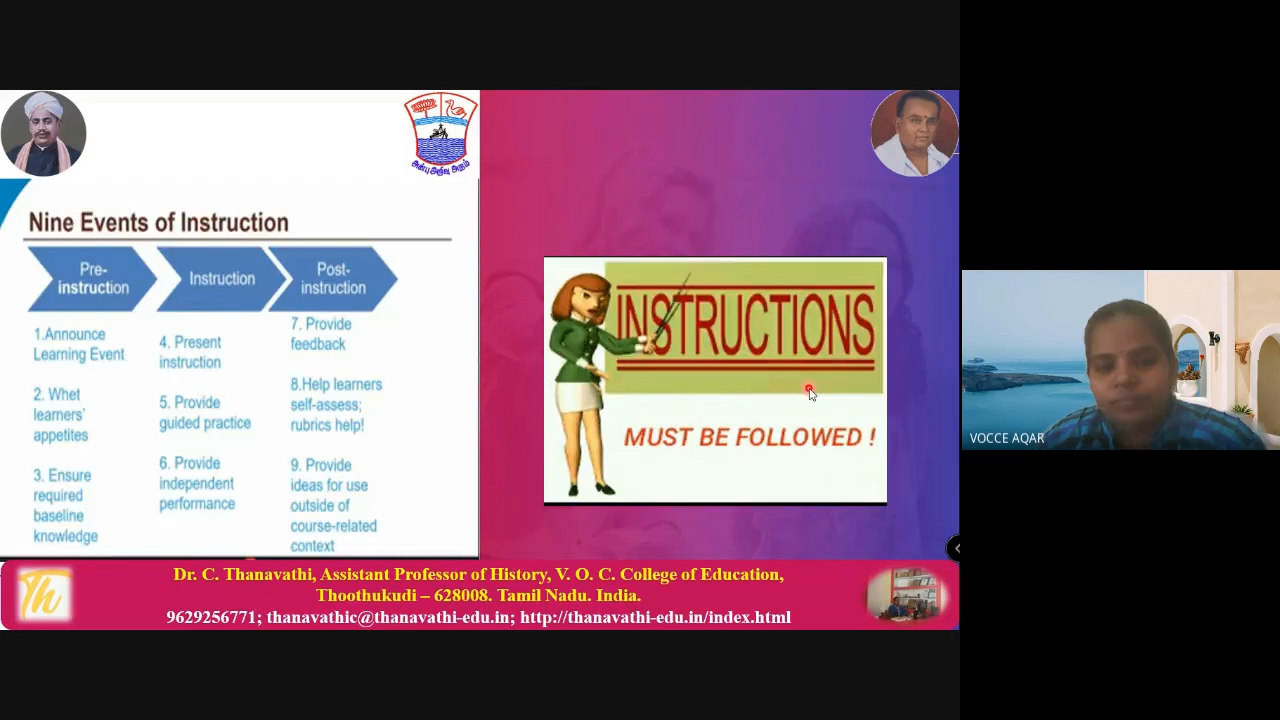 அன்பு அறிவு அறம்
Nine Events of Instruction
Pre-
instruction
Instruction
Post-
instruction
1.Announce
Learning Event
2. Whet
learners'
appetites
3. Ensure
required
baseline
knowledge
4. Present
instruction
5. Provide
guided practice
6. Provide
independent
performance
7. Provide
feedback
8.Help learners
self-assess;
rubrics help!
9. Provide
ideas for use
outside of
course-related
context
INSTRUCTIONS
MUST BE FOLLOWED !
VOCCE AQAR
Th
Dr. C. Thanavathi, Assistant Professor of History, V. O. C. College of Education,
Thoothukudi – 628008. Tamil Nadu. India.
9629256771; thanavathic@thanavathi-edu.in; http://thanavathi-edu.in/index.html